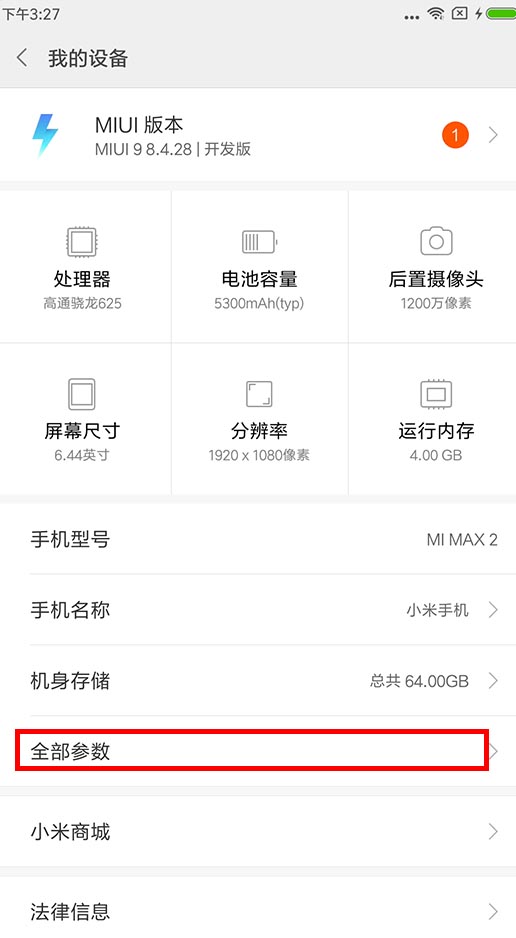 下午3:27
我的设备
MIUI 版本
1
MIUI 9 8.4.28 | 开发版
处理器
电池容量
后置摄像头
高通骁龙625
5300mAh(typ)
1200万像素
屏幕尺寸
分辨率
运行内存
6.44英寸
1920 x 1080像素
4.00 GB
手机型号
MI MAX 2
手机名称
小米手机
机身存储
总共 64.00GB
全部参数
小米商城
法律信息